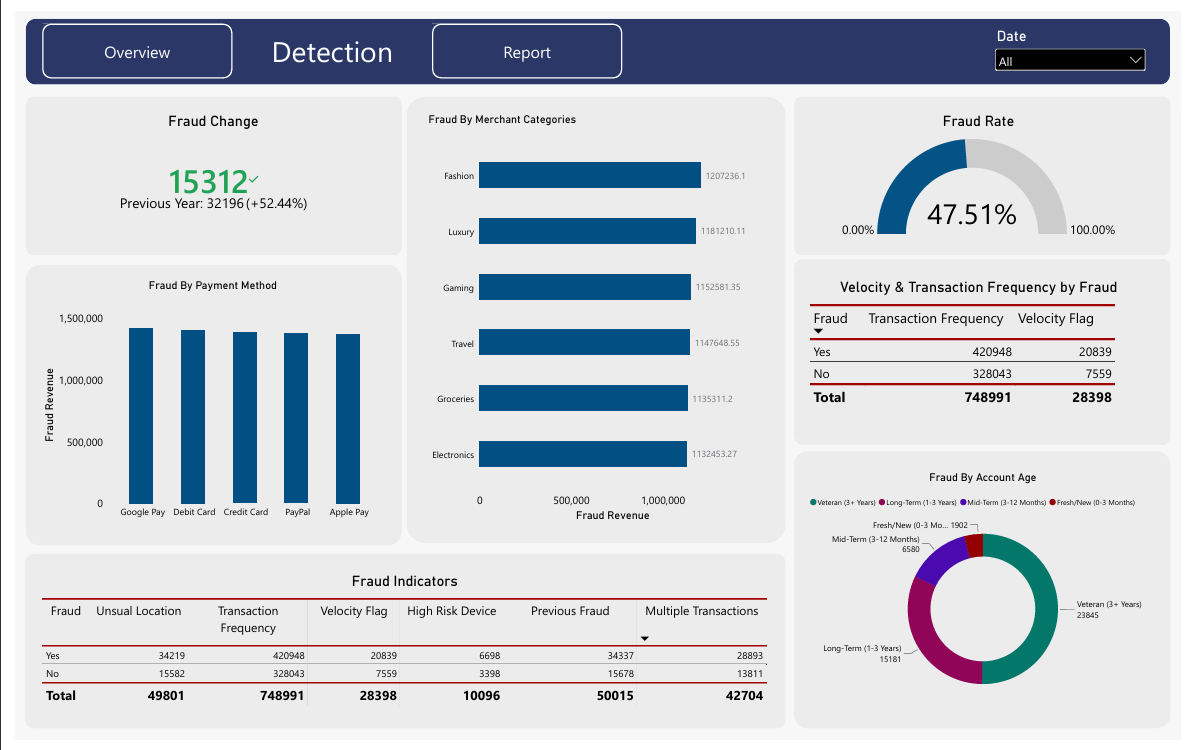 Overview
Detection
Report
Date
All
Fraud Change
15312
Previous Year: 32196 (+52.44%)
Fraud By Merchant Categories
Fashion 1207236.1
Luxury 1181210.11
Gaming 1152581.35
Travel 1147648.55
Groceries 1135311.2
Electronics 1132453.27
0 500,000 1,000,000
Fraud Revenue
Fraud Rate
47.51%
0.00% 100.00%
Fraud By Payment Method
1,500,000
1,000,000
500,000
0
Fraud Revenue
Google Pay Debit Card Credit Card PayPal Apple Pay
Velocity & Transaction Frequency by Fraud
Fraud Transaction Frequency Velocity Flag
Yes 420948 20839
No 328043 7559
Total 748991 28398
Fraud By Account Age
Veteran (3+ Years) Long-Term (1-3 Years) Mid-Term (3-12 Months) Fresh/New (0-3 Months)
Fresh/New (0-3 Mo... 1902
Mid-Term (3-12 Months)
6580
Veteran (3+ Years)
23845
Long-Term (1-3 Years)
15181
Fraud Indicators
Fraud Unsual Location Transaction Velocity Flag High Risk Device Previous Fraud Multiple Transactions
Frequency
Yes 34219 420948 20839 6698 34337 28893
No 15582 328043 7559 3398 15678 13811
Total 49801 748991 28398 10096 50015 42704